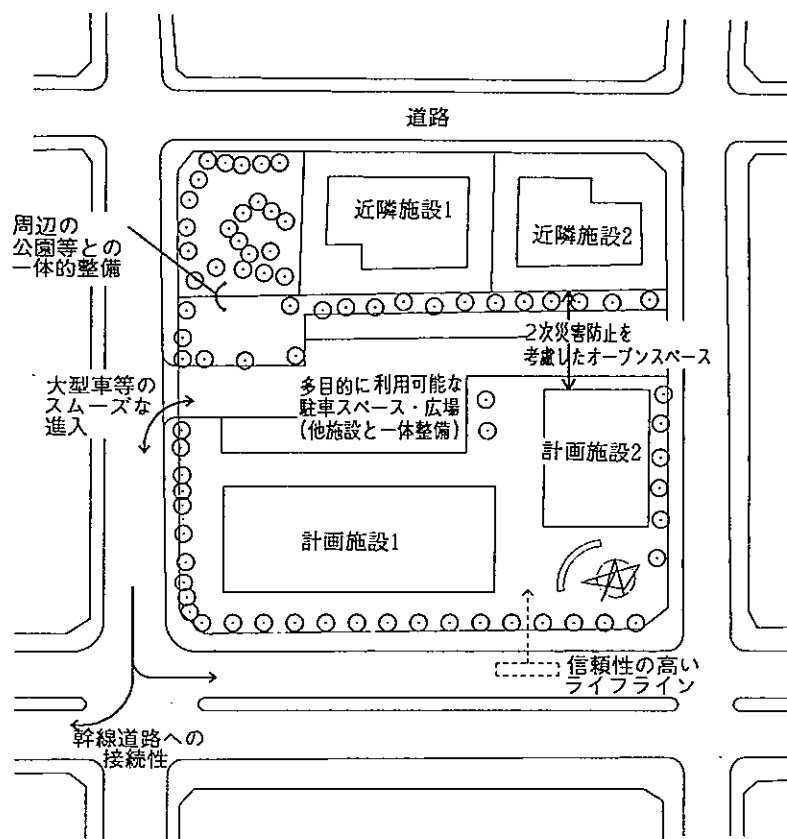 道路
近隣施設1
近隣施設2
周辺の
公園等との
一体的整備
2次災害防止を
考慮したオープンスペース
大型車等の
スムーズな
進入
多目的に利用可能な
駐車スペース・広場
(他施設と一体整備)
計画施設2
計画施設1
信頼性の高い
ライフライン
幹線道路への
接続性